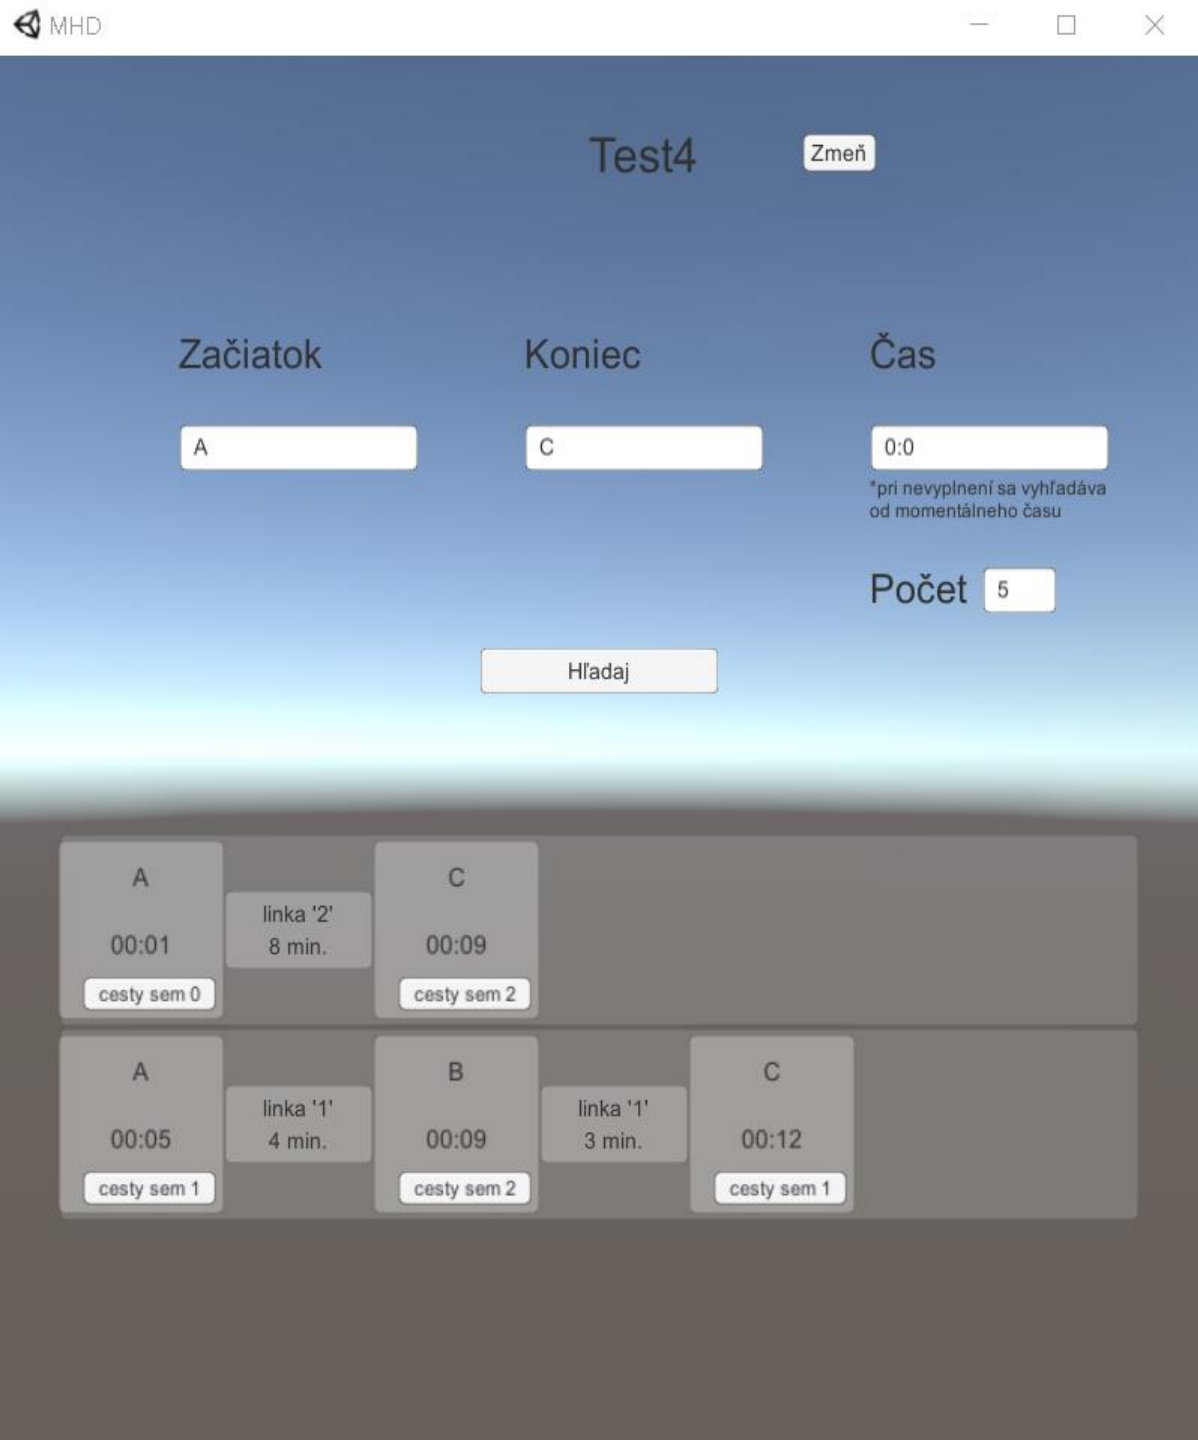 MHD
Test4
Zmeň
Začiatok
Koniec
Čas
A
C
0:0
*pri nevyplnení sa vyhľadáva
od momentálneho času
Počet
5
Hľadaj
A
linka '2'
C
00:01
8 min.
00:09
cesty sem 0
cesty sem 2
A
B
C
linka '1'
linka '1'
00:05
4 min.
00:09
3 min.
00:12
cesty sem 1
cesty sem 2
cesty sem 1